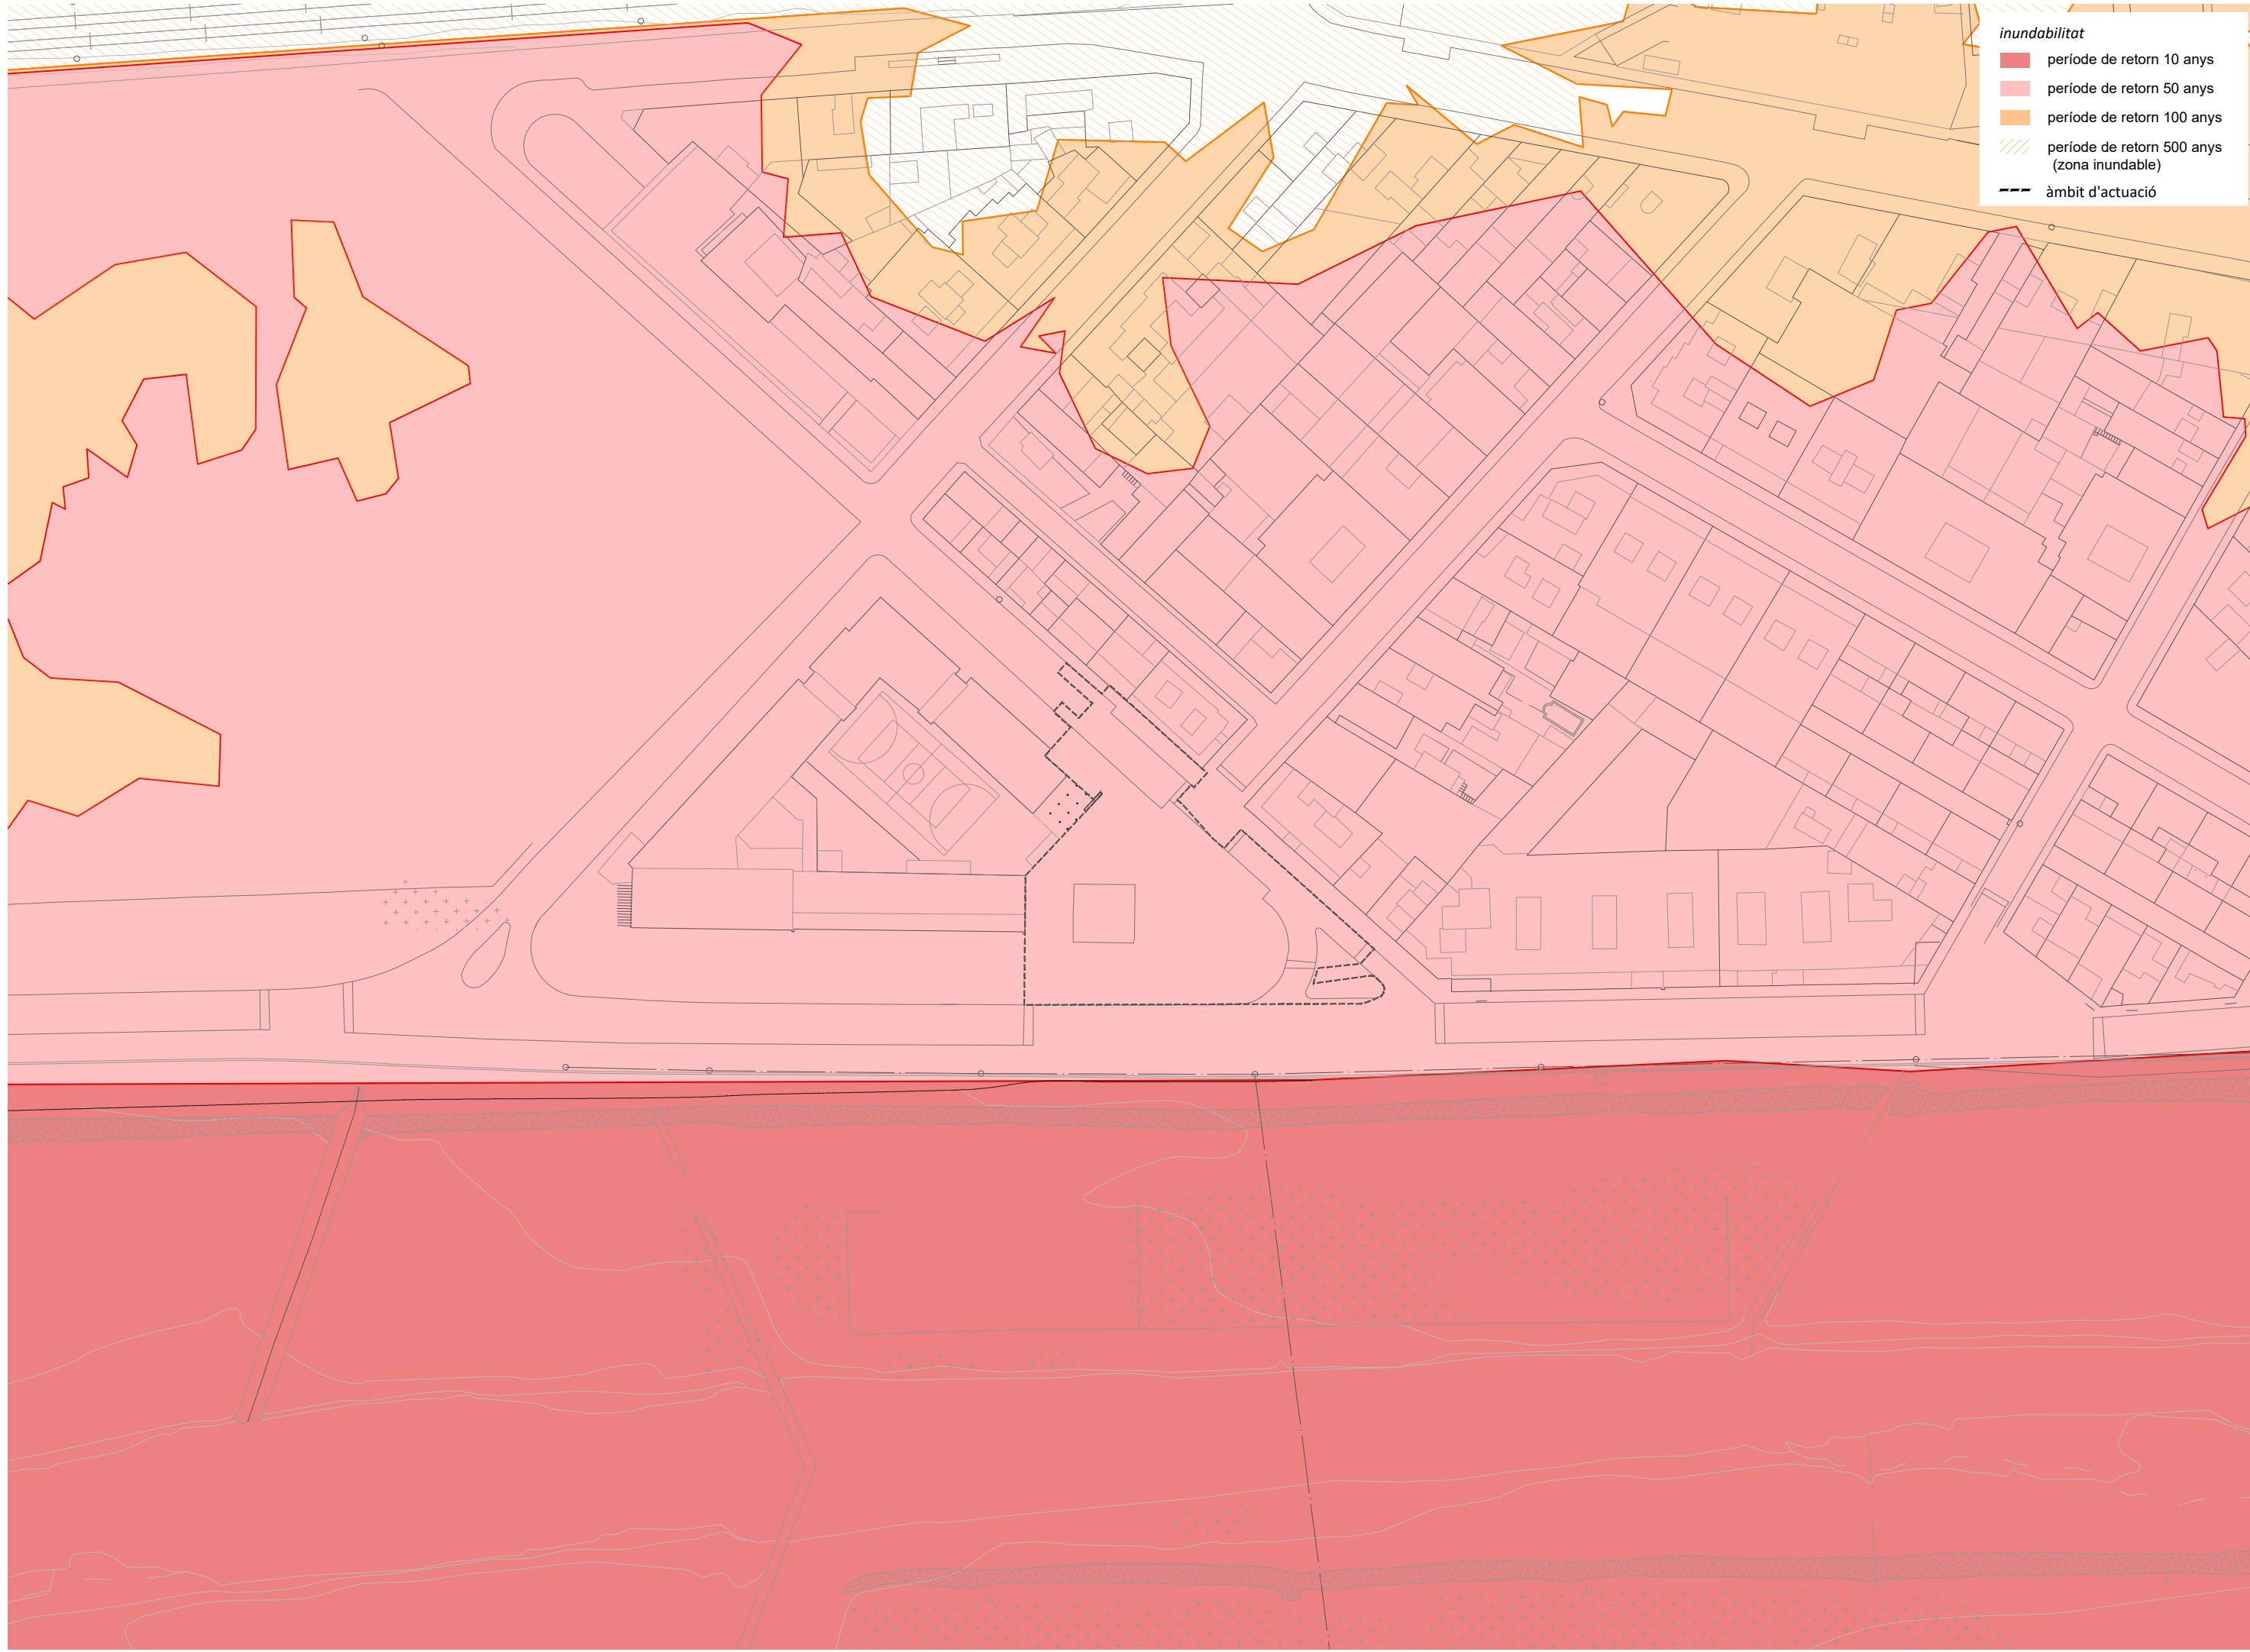 inundabilitat
període de retorn 10 anys
període de retorn 50 anys
període de retorn 100 anys
període de retorn 500 anys
(zona inundable)
àmbit d'actuació